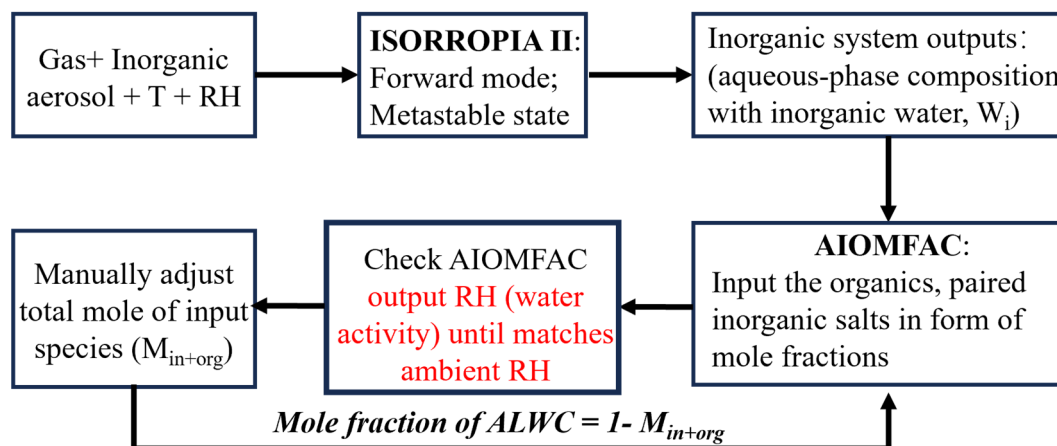 Gas+ Inorganic
aerosol + T + RH
ISORROPIA II:
Forward mode;
Metastable state
Inorganic system outputs:
(aqueous-phase composition
with inorganic water, Wi)
AIOMFAC:
Input the organics, paired
inorganic salts in form of
mole fractions
Check AIOMFAC
output RH (water
activity) until matches
ambient RH
Manually adjust
total mole of input
species (Min+org)
Mole fraction of ALWC = 1- Min+org